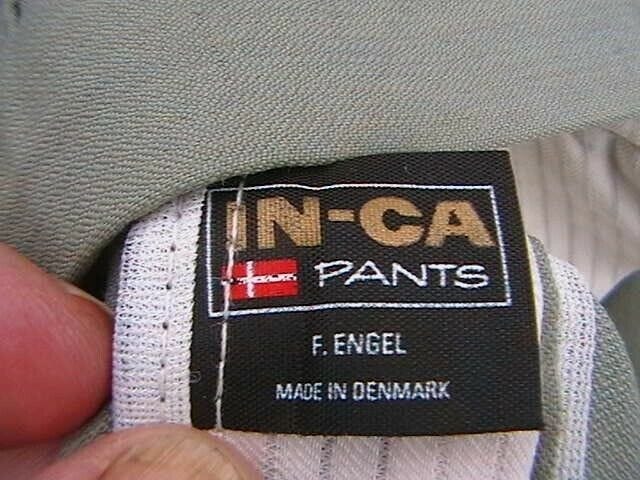 IN-CA
PANTS
F. ENGEL
MADE IN DENMARK